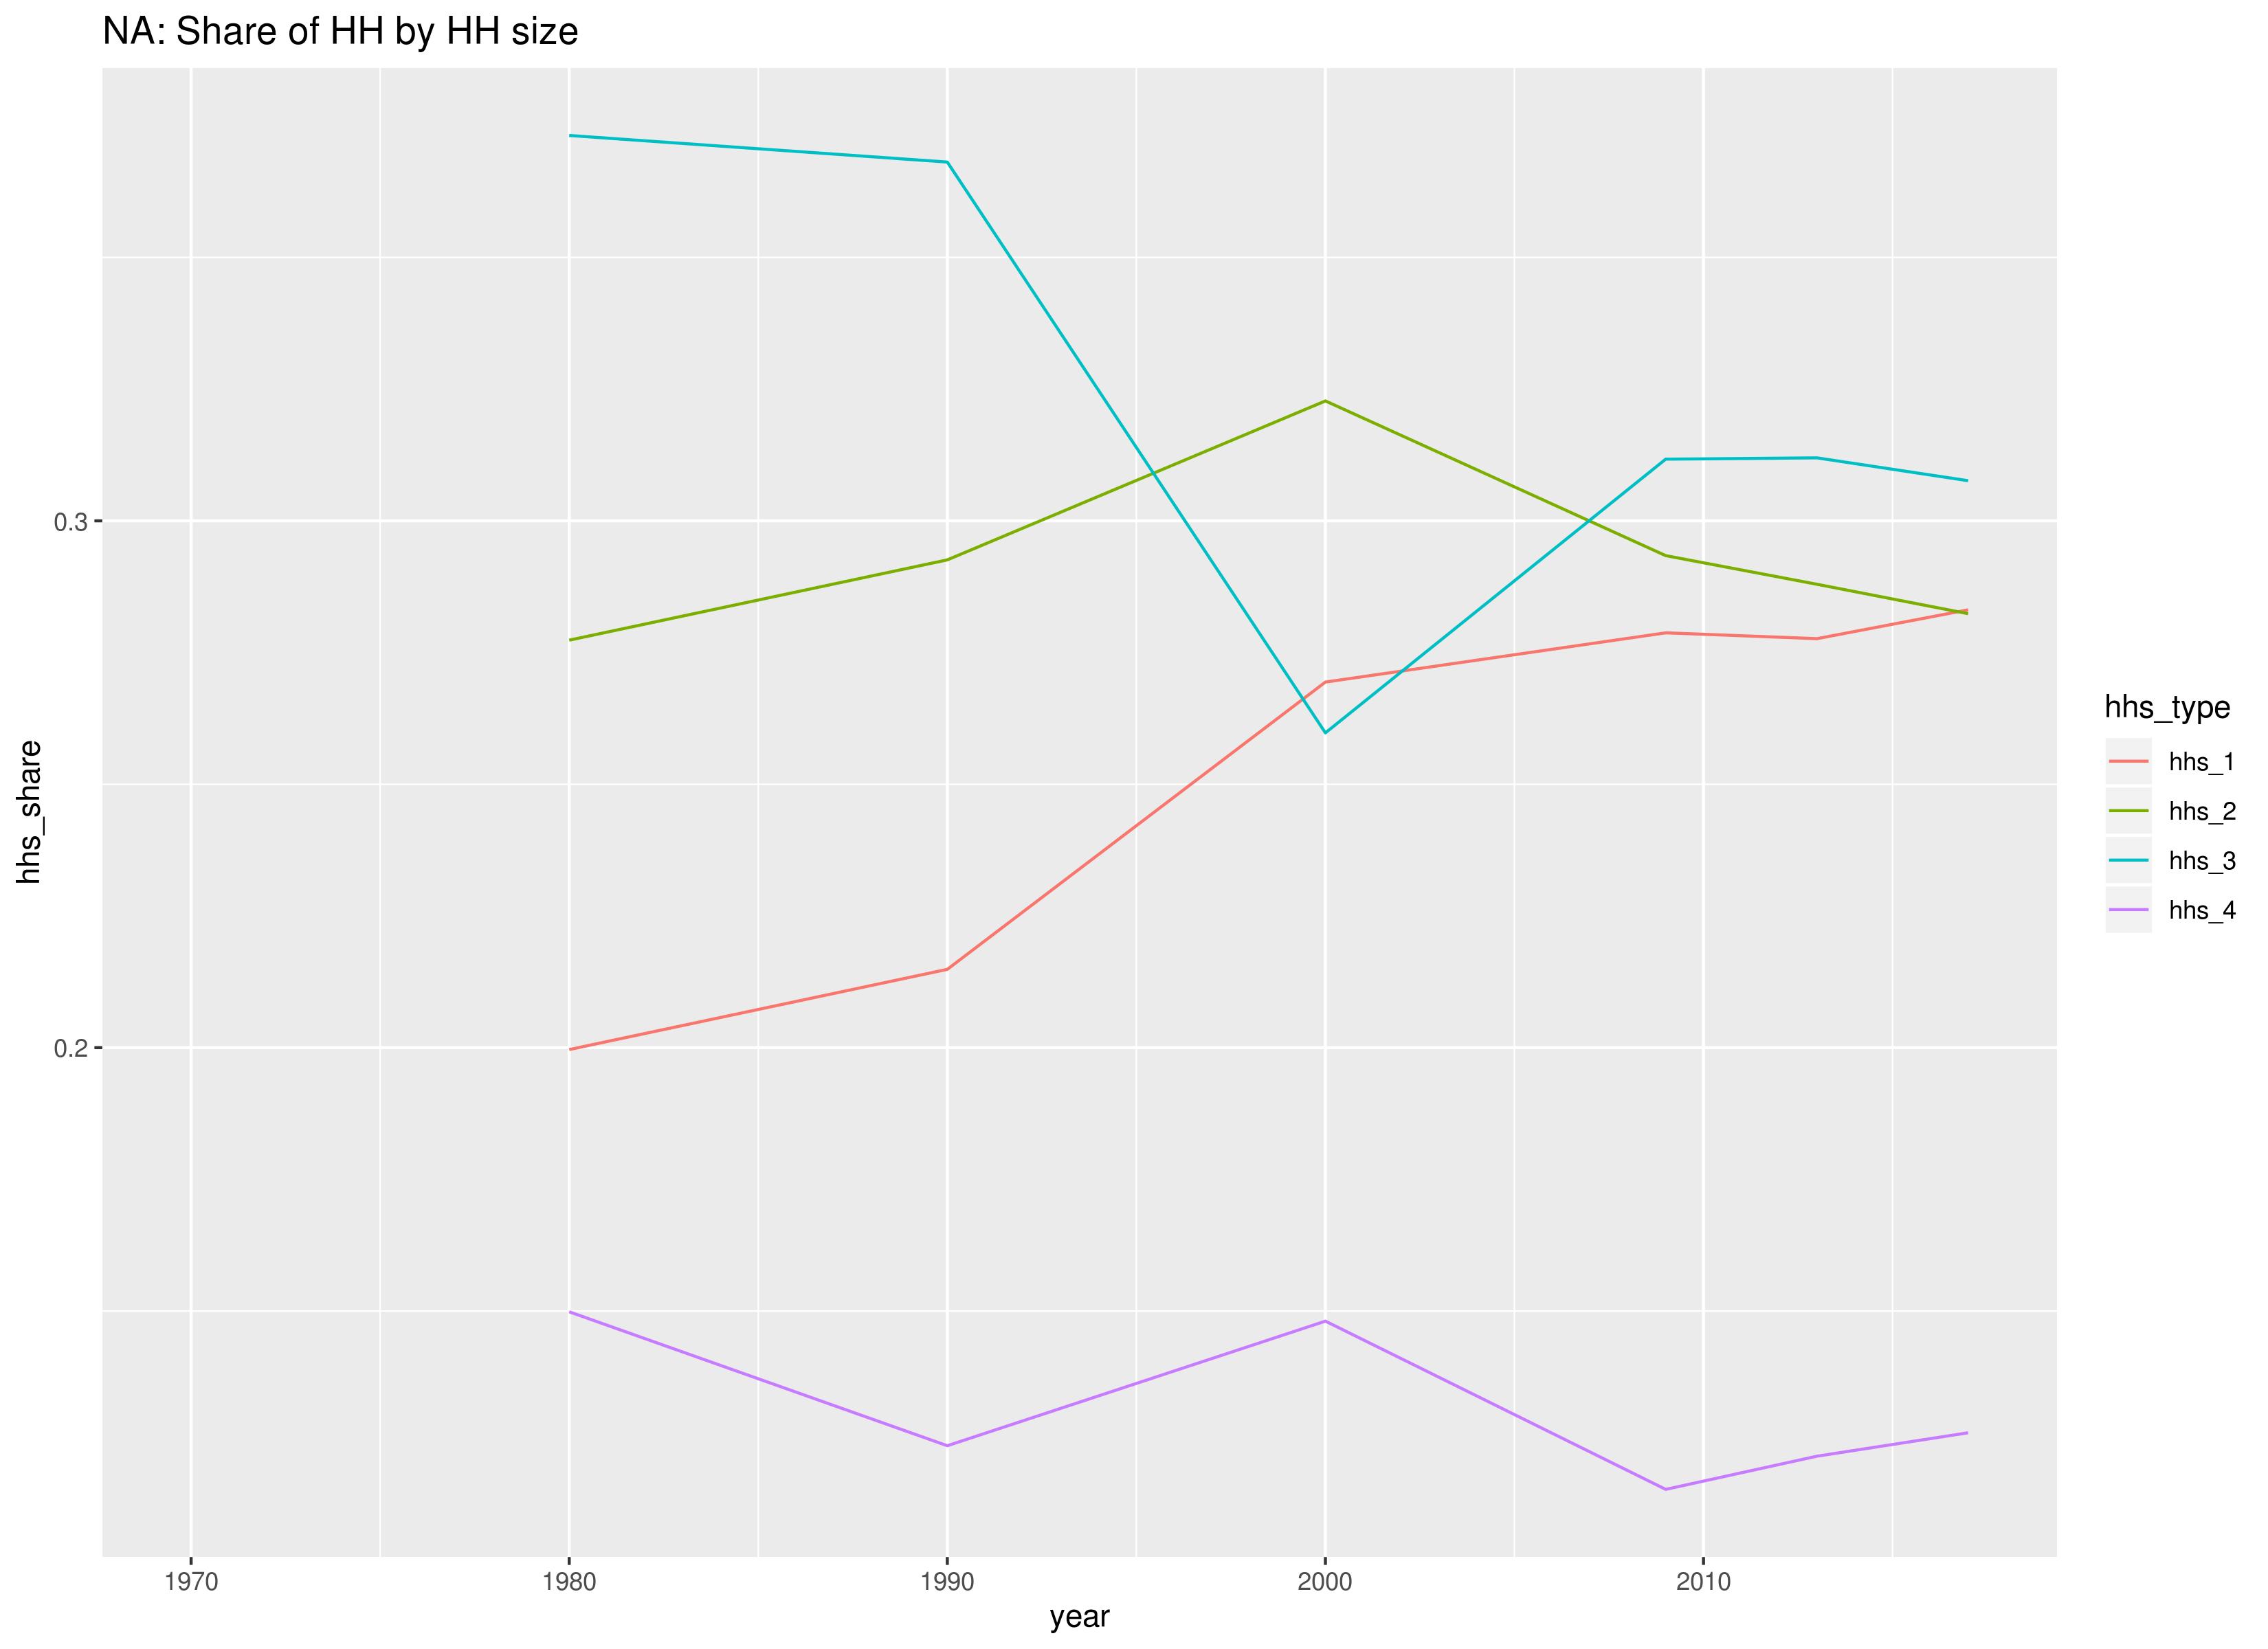 NA: Share of HH by HH size
hhs_share
0.3
0.2
1970
1980
1990
2000
2010
year
hhs_type
hhs_1
hhs_2
hhs_3
hhs_4